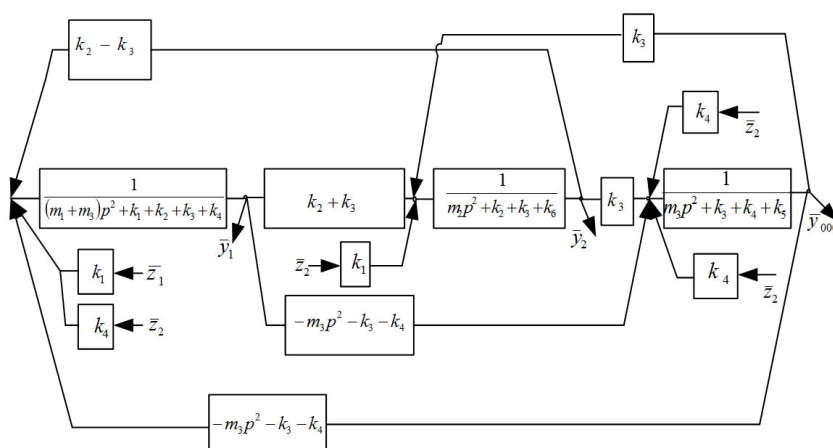 k₂ − k₃
k₃
k₄
z̄₂
1
(m₁+m₃)p²+k₁+k₂+k₃+k₄
k₂ + k₃
1
m₂p²+k₂+k₃+k₆
k₃
1
m₃p²+k₃+k₄+k₅
ȳ₁
ȳ₂
ȳ₀₀₀
k₁
z̄₁
z̄₂
k₁
k₄
z̄₂
k₄
z̄₂
−m₃p²−k₃−k₄
−m₃p²−k₃−k₄